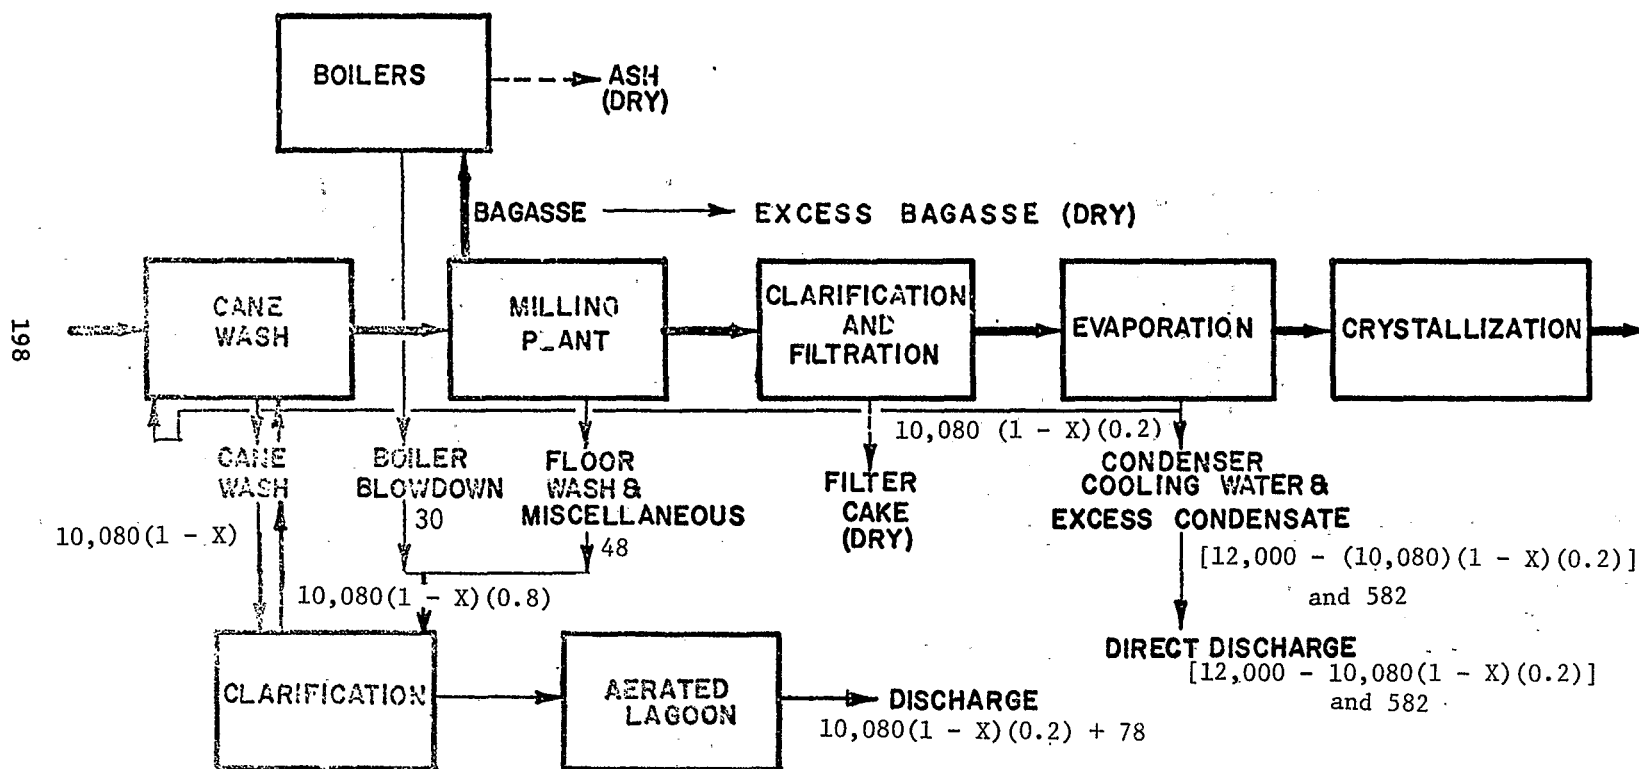 BOILERS
ASH
(DRY)
BAGASSE
EXCESS BAGASSE (DRY)
198
CANE
WASH
MILLING
PLANT
CLARIFICATION
AND
FILTRATION
EVAPORATION
CRYSTALLIZATION
10,080 (1 - X)(0.2)
CANE
WASH
10,080(1 - X)
BOILER
BLOWDOWN
30
FLOOR
WASH &
MISCELLANEOUS
48
FILTER
CAKE
(DRY)
CONDENSER
COOLING WATER &
EXCESS CONDENSATE
[12,000 - (10,080)(1 - X)(0.2)]
and 582
10,080(1 - X)(0.8)
DIRECT DISCHARGE
[12,000 - 10,080(1 - X)(0.2)]
and 582
CLARIFICATION
AERATED
LAGOON
DISCHARGE
10,080(1 - X)(0.2) + 78